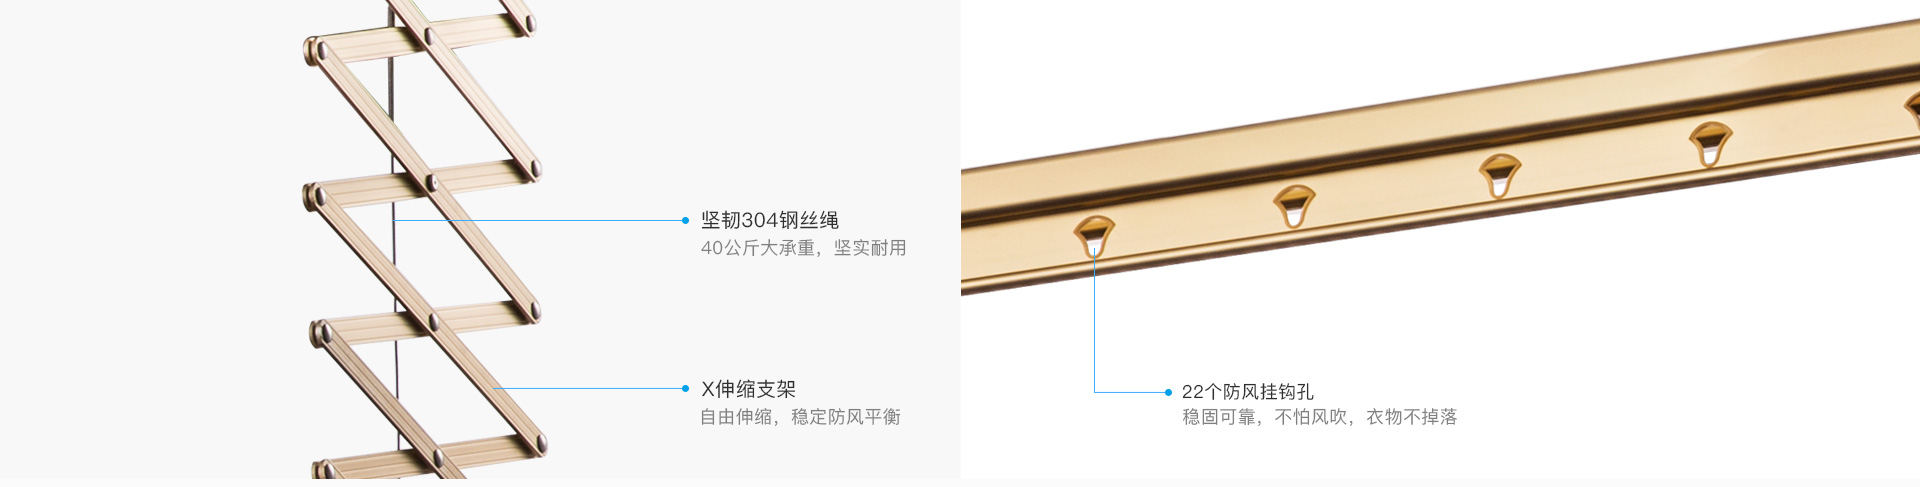 坚韧304钢丝绳
40公斤大承重，坚实耐用
X伸缩支架
自由伸缩，稳定防风平衡
22个防风挂钩孔
稳固可靠，不怕风吹，衣物不掉落